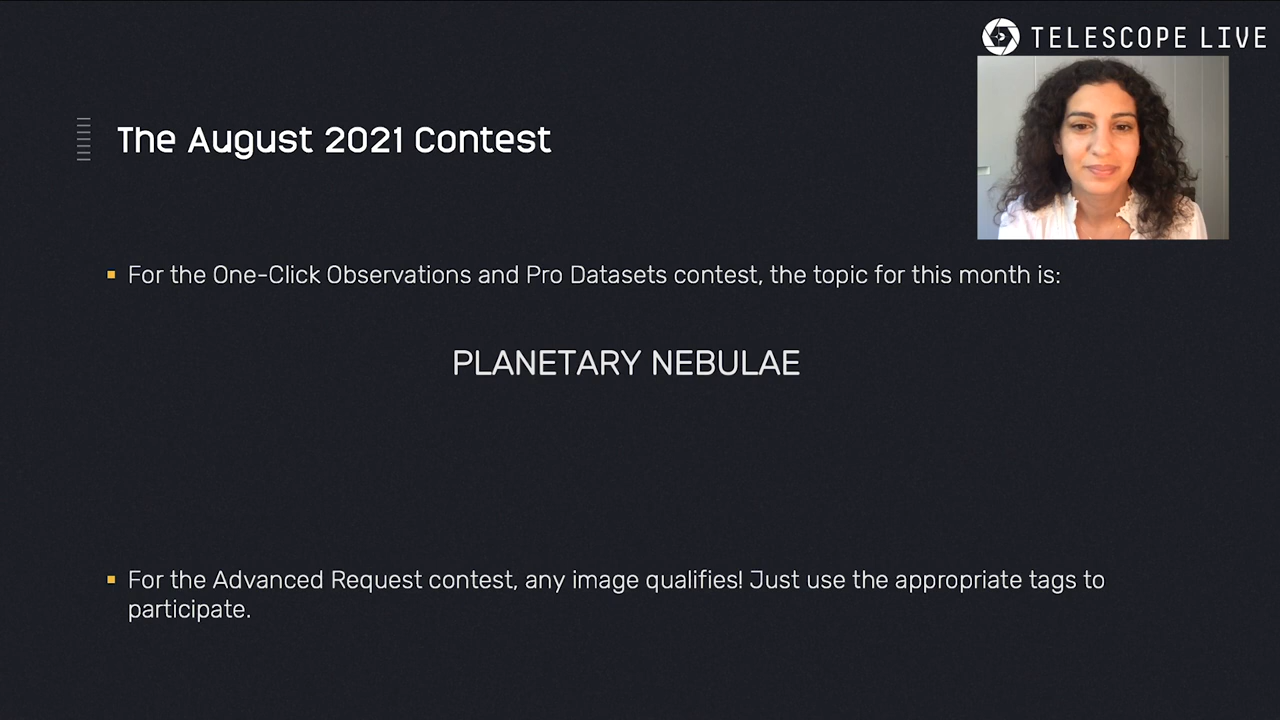 TELESCOPE LIVE
The August 2021 Contest
For the One-Click Observations and Pro Datasets contest, the topic for this month is:
PLANETARY NEBULAE
For the Advanced Request contest, any image qualifies! Just use the appropriate tags to
participate.